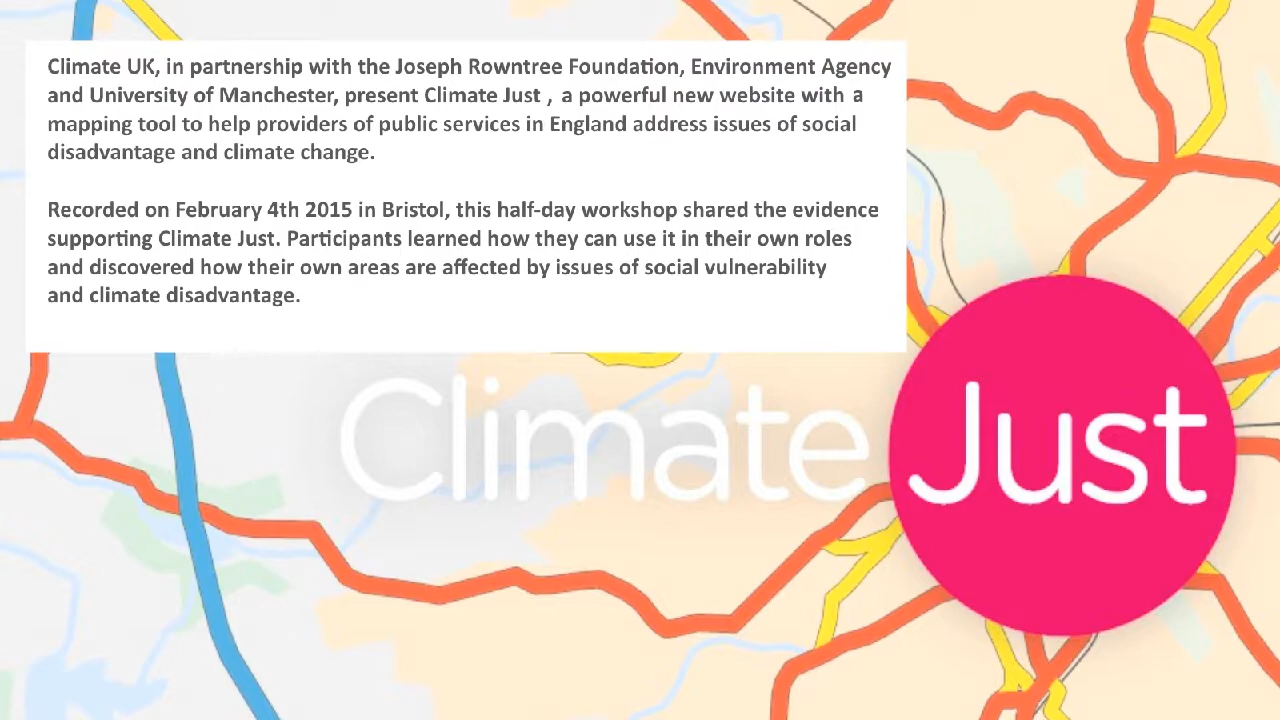 Climate UK, in partnership with the Joseph Rowntree Foundation, Environment Agency
and University of Manchester, present Climate Just , a powerful new website with a
mapping tool to help providers of public services in England address issues of social
disadvantage and climate change.
Recorded on February 4th 2015 in Bristol, this half-day workshop shared the evidence
supporting Climate Just. Participants learned how they can use it in their own roles
and discovered how their own areas are affected by issues of social vulnerability
and climate disadvantage.
Climate Just